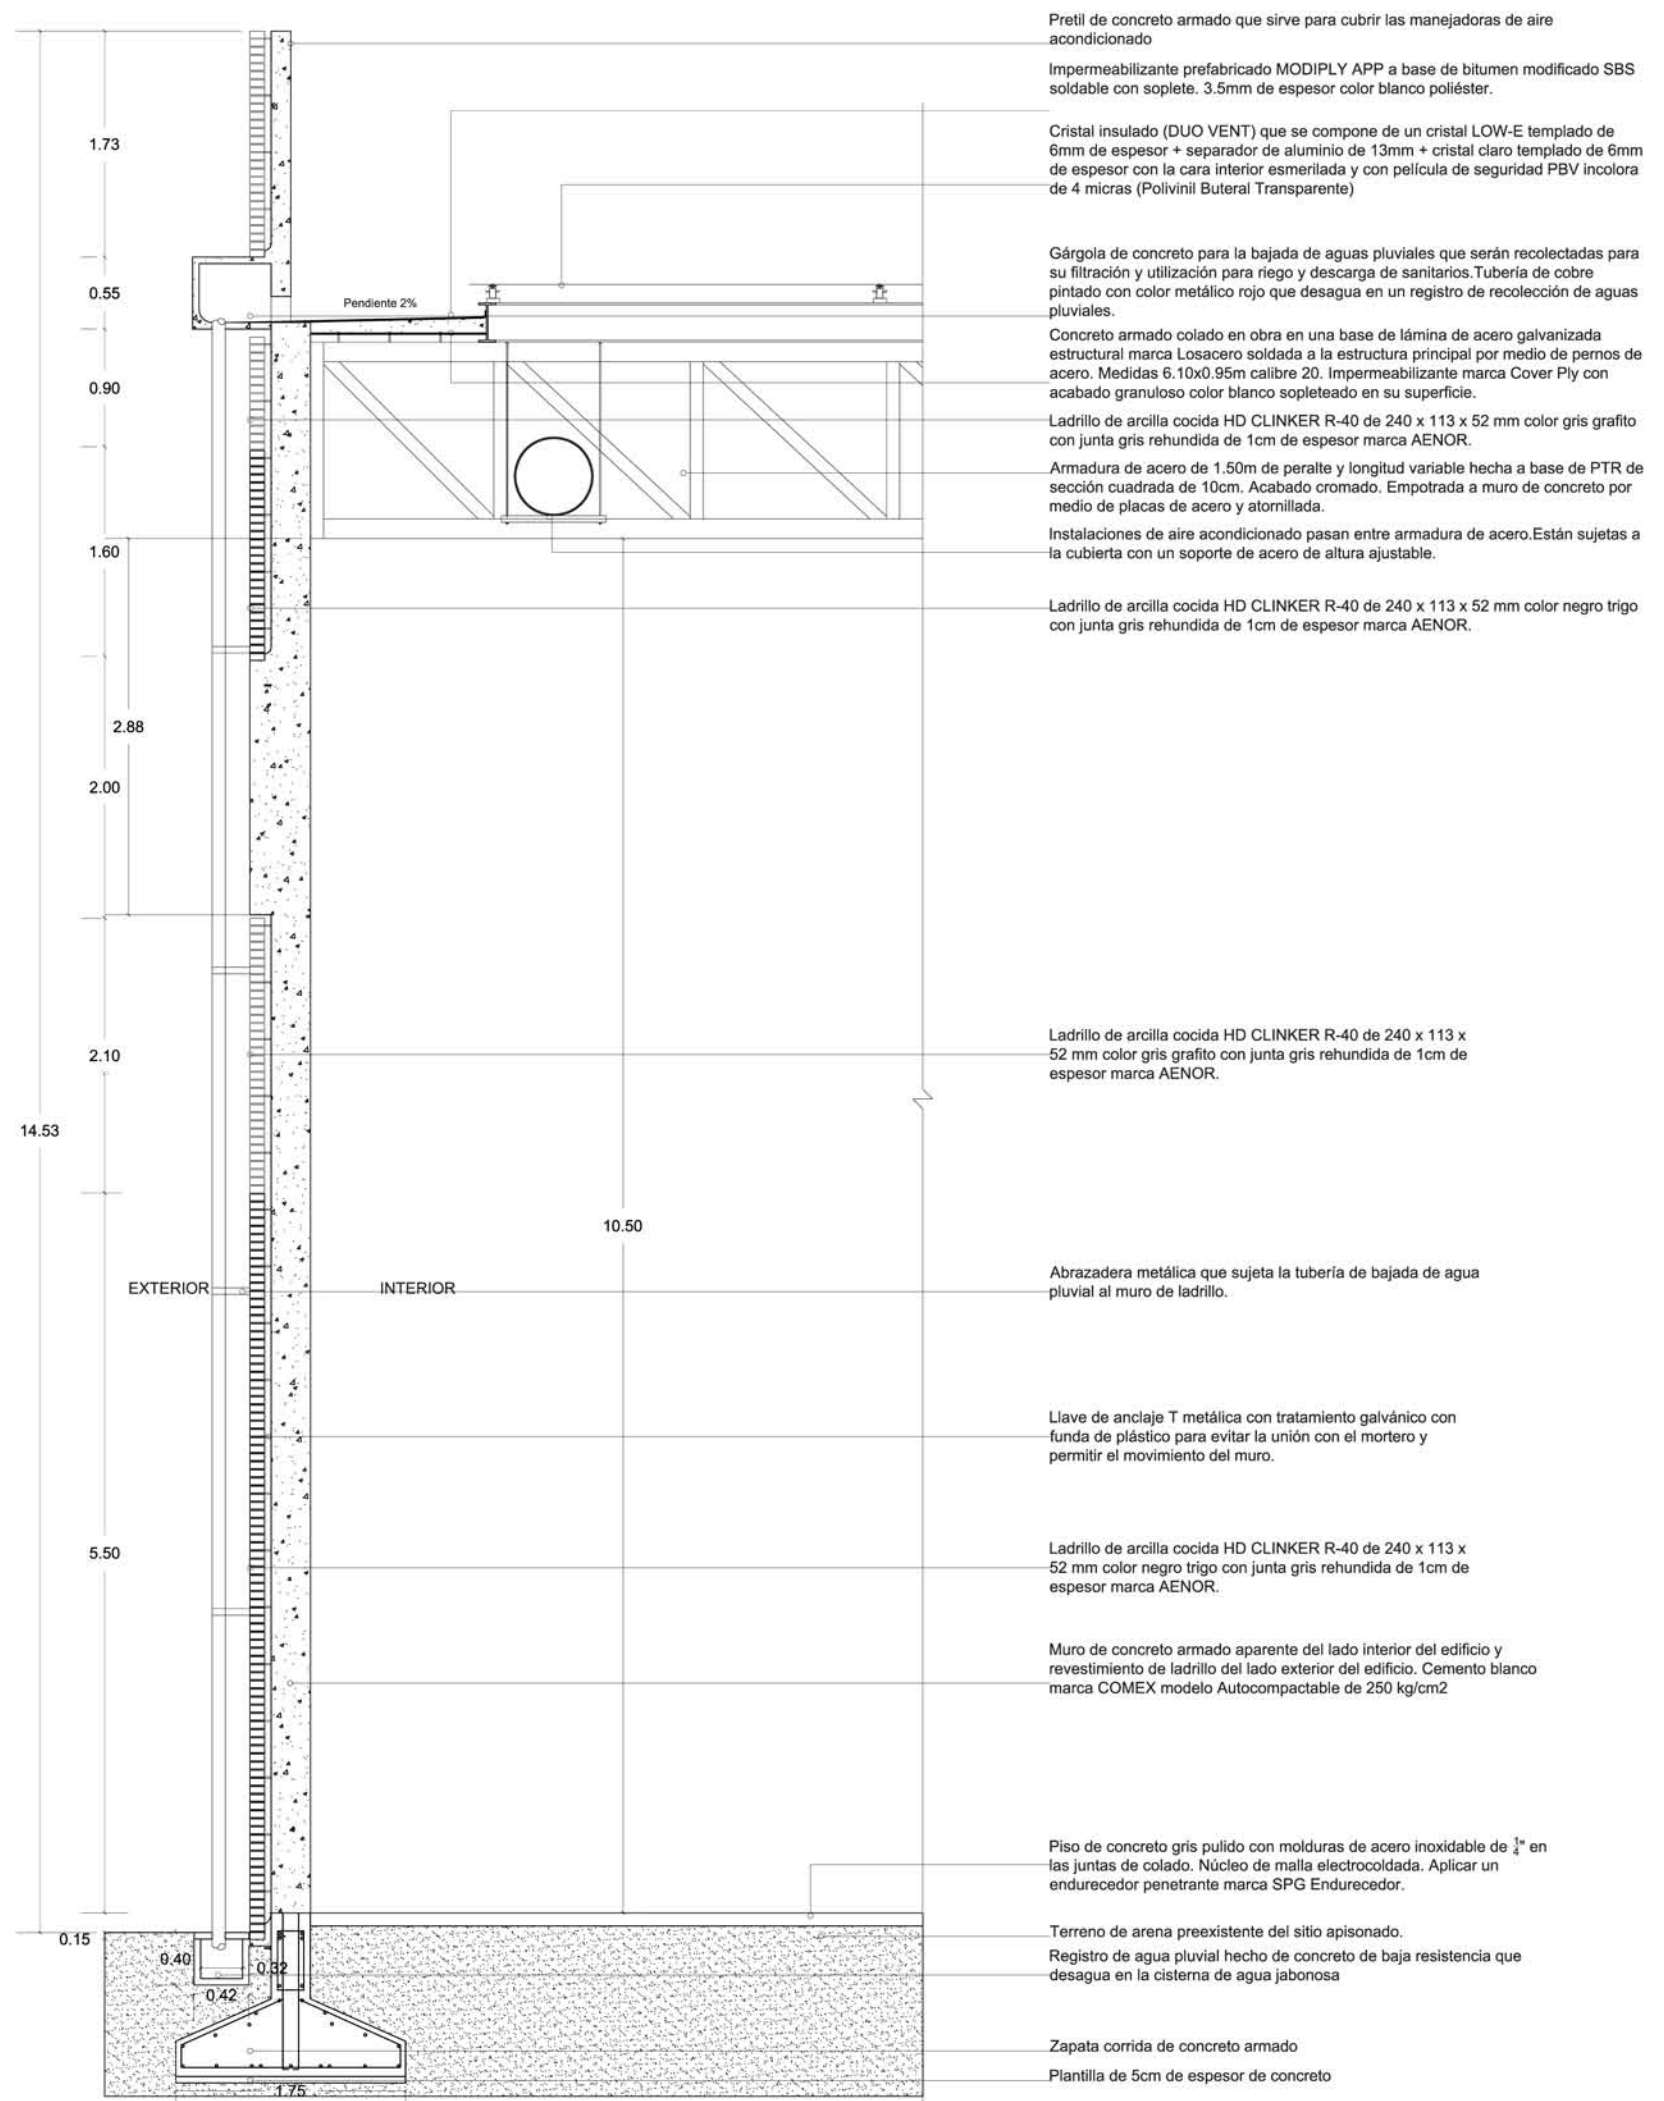 Pretil de concreto armado que sirve para cubrir las manejadoras de aire
acondicionado
Impermeabilizante prefabricado MODIPLY APP a base de bitumen modificado SBS
soldable con soplete. 3.5mm de espesor color blanco poliéster.
Cristal insulado (DUO VENT) que se compone de un cristal LOW-E templado de
6mm de espesor + separador de aluminio de 13mm + cristal claro templado de 6mm
de espesor con la cara interior esmerilada y con película de seguridad PBV incolora
de 4 micras (Polivinil Buteral Transparente)
Gárgola de concreto para la bajada de aguas pluviales que serán recolectadas para
su filtración y utilización para riego y descarga de sanitarios.Tubería de cobre
pintado con color metálico rojo que desagua en un registro de recolección de aguas
pluviales.
Concreto armado colado en obra en una base de lámina de acero galvanizada
estructural marca Losacero soldada a la estructura principal por medio de pernos de
acero. Medidas 6.10x0.95m calibre 20. Impermeabilizante marca Cover Ply con
acabado granuloso color blanco sopleteado en su superficie.
Ladrillo de arcilla cocida HD CLINKER R-40 de 240 x 113 x 52 mm color gris grafito
con junta gris rehundida de 1cm de espesor marca AENOR.
Armadura de acero de 1.50m de peralte y longitud variable hecha a base de PTR de
sección cuadrada de 10cm. Acabado cromado. Empotrada a muro de concreto por
medio de placas de acero y atornillada.
Instalaciones de aire acondicionado pasan entre armadura de acero.Están sujetas a
la cubierta con un soporte de acero de altura ajustable.
Ladrillo de arcilla cocida HD CLINKER R-40 de 240 x 113 x 52 mm color negro trigo
con junta gris rehundida de 1cm de espesor marca AENOR.
Ladrillo de arcilla cocida HD CLINKER R-40 de 240 x 113 x
52 mm color gris grafito con junta gris rehundida de 1cm de
espesor marca AENOR.
Abrazadera metálica que sujeta la tubería de bajada de agua
pluvial al muro de ladrillo.
Llave de anclaje T metálica con tratamiento galvánico con
funda de plástico para evitar la unión con el mortero y
permitir el movimiento del muro.
Ladrillo de arcilla cocida HD CLINKER R-40 de 240 x 113 x
52 mm color negro trigo con junta gris rehundida de 1cm de
espesor marca AENOR.
Muro de concreto armado aparente del lado interior del edificio y
revestimiento de ladrillo del lado exterior del edificio. Cemento blanco
marca COMEX modelo Autocompactable de 250 kg/cm2
Piso de concreto gris pulido con molduras de acero inoxidable de ¼" en
las juntas de colado. Núcleo de malla electrocoldada. Aplicar un
endurecedor penetrante marca SPG Endurecedor.
Terreno de arena preexistente del sitio apisonado.
Registro de agua pluvial hecho de concreto de baja resistencia que
desagua en la cisterna de agua jabonosa
Zapata corrida de concreto armado
Plantilla de 5cm de espesor de concreto
1.73
0.55
Pendiente 2%
0.90
1.60
2.88
2.00
2.10
14.53
10.50
EXTERIOR
INTERIOR
5.50
0.15
0.40
0.32
0.42
1.75